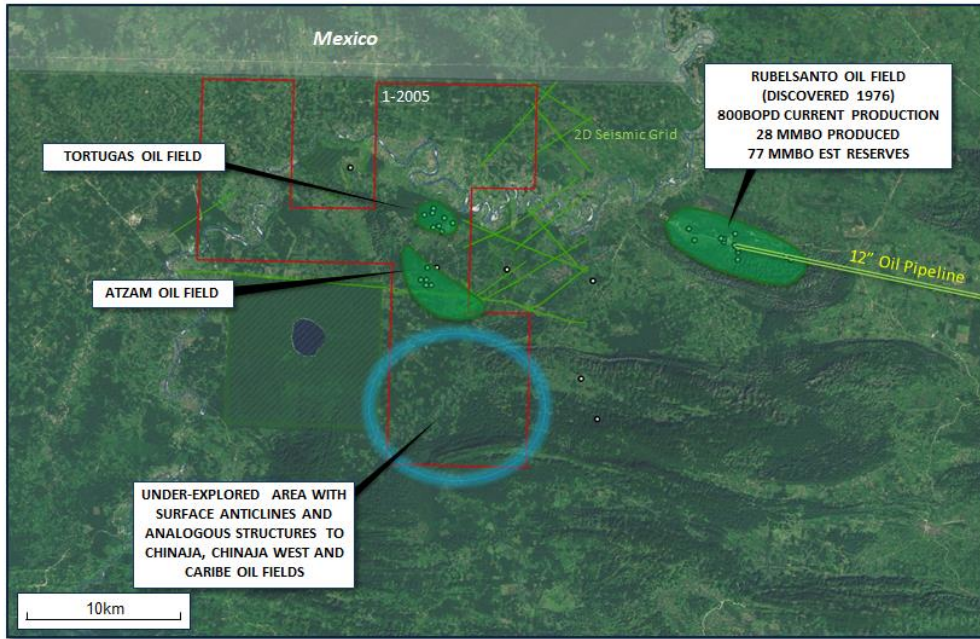 Mexico
1-2005
2D Seismic Grid
RUBELSANTO OIL FIELD
(DISCOVERED 1976)
800BOPD CURRENT PRODUCTION
28 MMBO PRODUCED
77 MMBO EST RESERVES
TORTUGAS OIL FIELD
12” Oil Pipeline
ATZAM OIL FIELD
UNDER-EXPLORED AREA WITH
SURFACE ANTICLINES AND
ANALOGOUS STRUCTURES TO
CHINAJA, CHINAJA WEST AND
CARIBE OIL FIELDS
10km